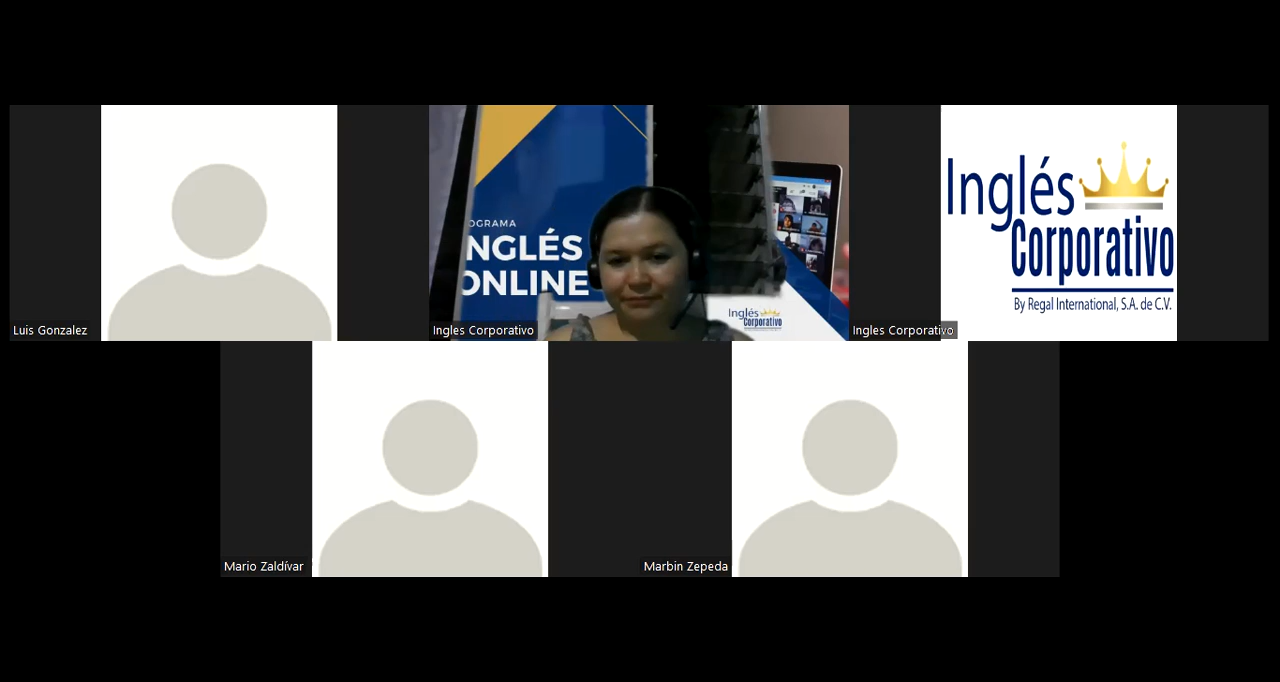 OGRAMA
INGLÉS
ONLINE
Inglés
Corporativo
Inglés
Corporativo
By Regal International, S.A. de C.V.
Luis Gonzalez
Ingles Corporativo
Ingles Corporativo
Mario Zaldívar
Marbin Zepeda